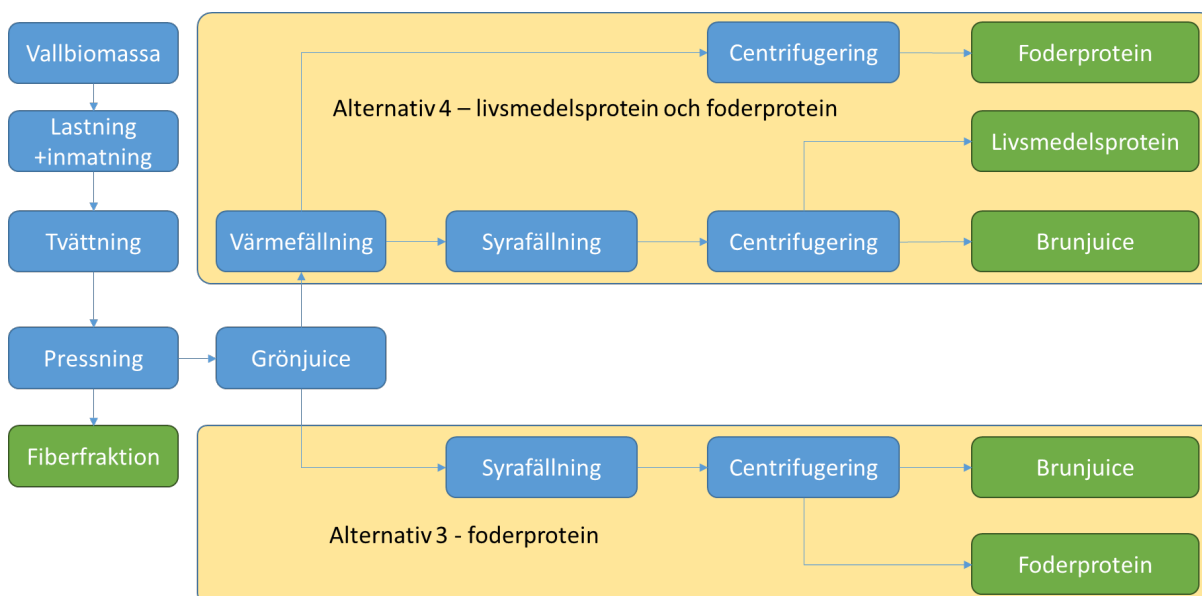 Vallbiomassa
Lastning
+inmatning
Tvättning
Pressning
Fiberfraktion
Grönjuice
Centrifugering
Foderprotein
Alternativ 4 – livsmedelsprotein och foderprotein
Livsmedelsprotein
Värmefällning
Syrafällning
Centrifugering
Brunjuice
Syrafällning
Centrifugering
Brunjuice
Alternativ 3 - foderprotein
Foderprotein